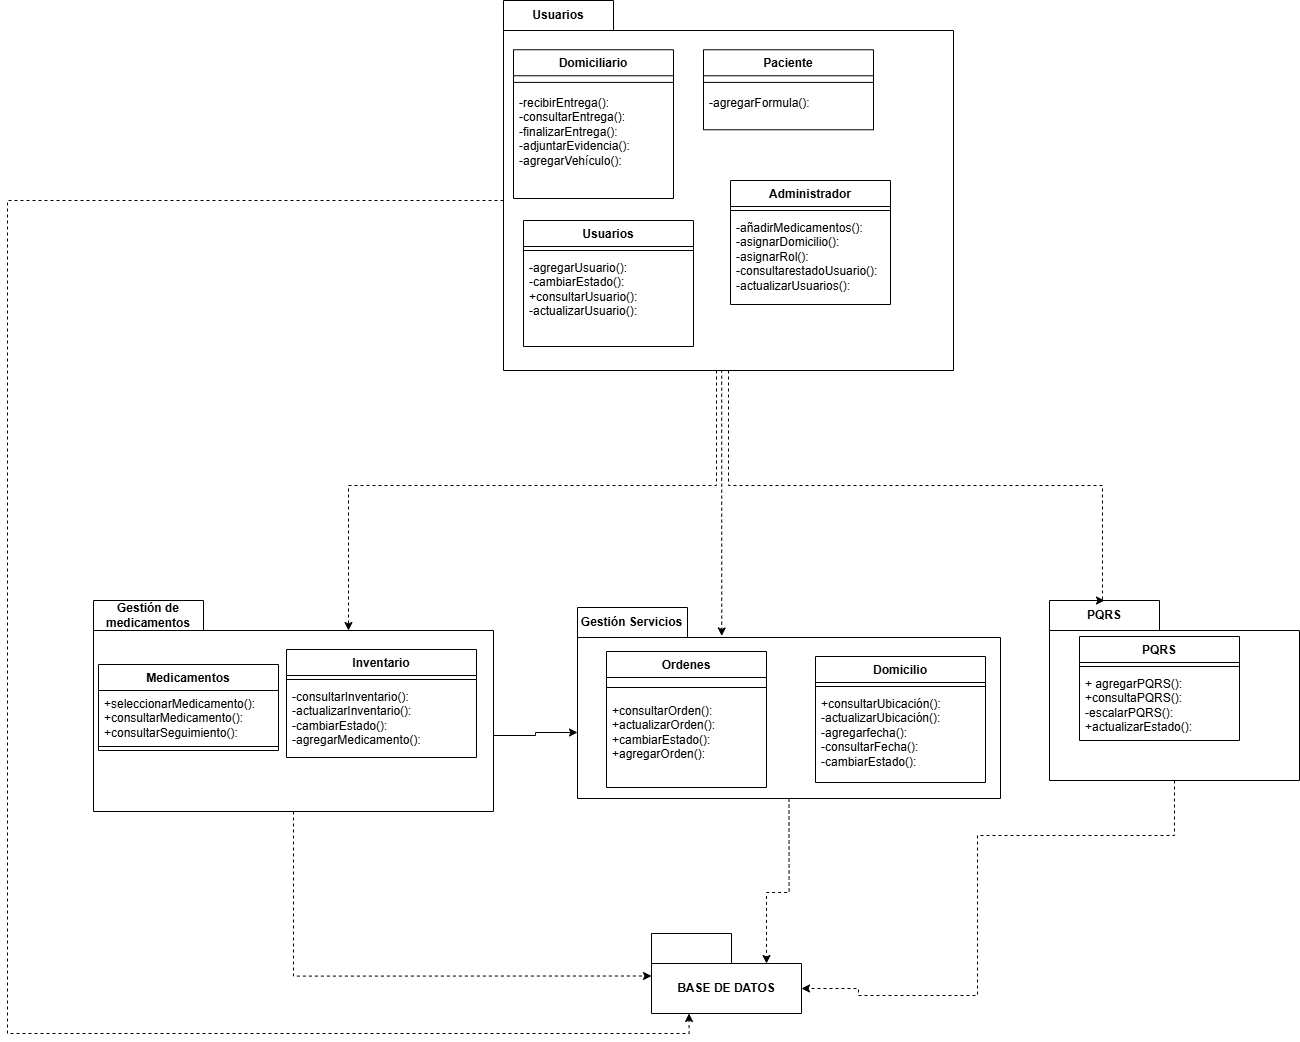 Usuarios
Domiciliario
-recibirEntrega():
-consultarEntrega():
-finalizarEntrega():
-adjuntarEvidencia():
-agregarVehículo():
Paciente
-agregarFormula():
Usuarios
-agregarUsuario():
-cambiarEstado():
+consultarUsuario():
-actualizarUsuario():
Administrador
-añadirMedicamentos():
-asignarDomicilio():
-asignarRol():
-consultarestadoUsuario():
-actualizarUsuarios():
Gestión de
medicamentos
Medicamentos
+seleccionarMedicamento():
+consultarMedicamento():
+consultarSeguimiento():
Inventario
-consultarInventario():
-actualizarInventario():
-cambiarEstado():
-agregarMedicamento():
Gestión Servicios
Ordenes
+consultarOrden():
+actualizarOrden():
+cambiarEstado():
+agregarOrden():
Domicilio
+consultarUbicación():
-actualizarUbicación():
-agregarfecha():
-consultarFecha():
-cambiarEstado():
PQRS
PQRS
+ agregarPQRS():
+consultaPQRS():
-escalarPQRS():
+actualizarEstado():
BASE DE DATOS